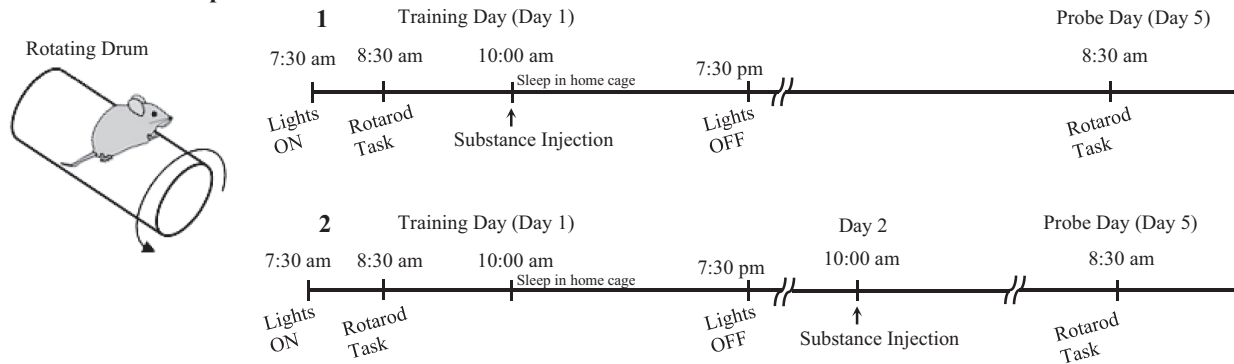 Rotating Drum
1
Training Day (Day 1)
Probe Day (Day 5)
7:30 am
8:30 am
10:00 am
Sleep in home cage
7:30 pm
8:30 am
Lights
ON
Rotarod
Task
Substance Injection
Lights
OFF
Rotarod
Task
2
Training Day (Day 1)
Day 2
Probe Day (Day 5)
7:30 am
8:30 am
10:00 am
Sleep in home cage
7:30 pm
10:00 am
8:30 am
Lights
ON
Rotarod
Task
Lights
OFF
Substance Injection
Rotarod
Task